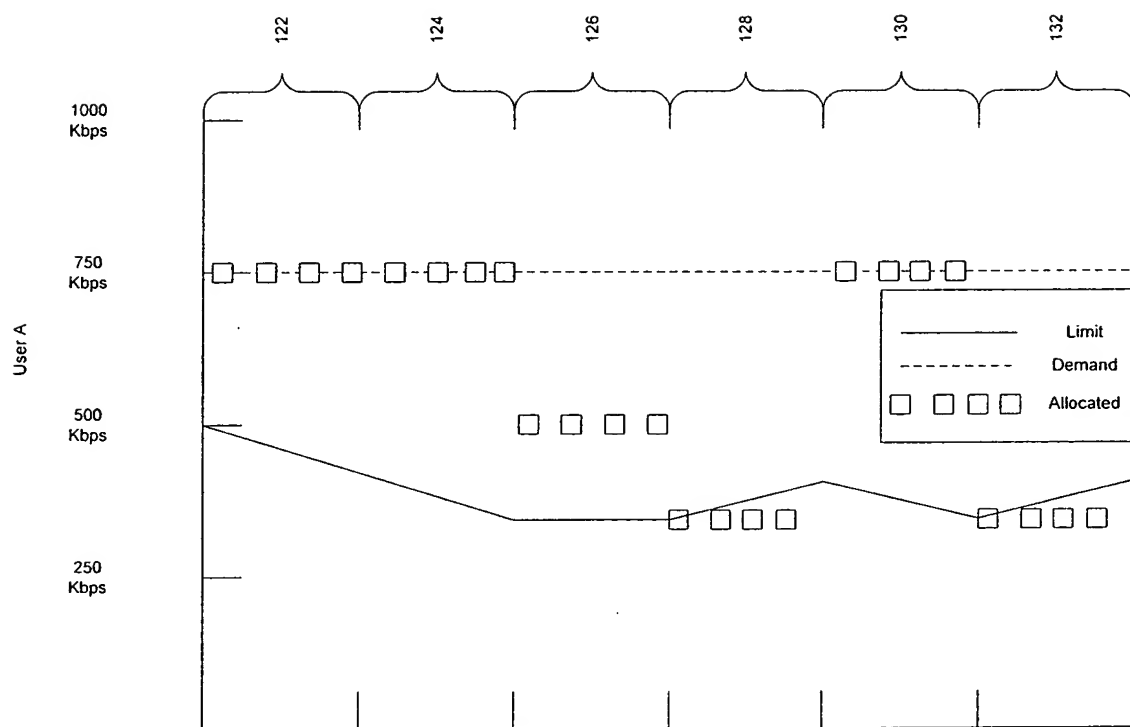 122
124
126
128
130
132
1000
Kbps
750
Kbps
User A
Limit
Demand
Allocated
500
Kbps
250
Kbps